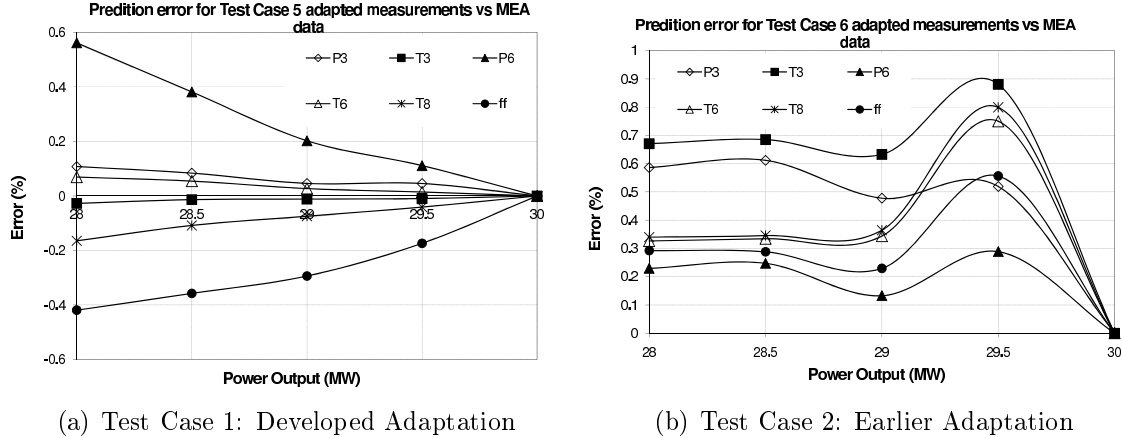 Predition error for Test Case 5 adapted measurements vs MEA
data
0.6
0.4
0.2
0
-0.2
-0.4
-0.6
Error (%)
P3
T3
P6
T6
T8
ff
28
28.5
29
29.5
30
Power Output (MW)
(a) Test Case 1: Developed Adaptation
Predition error for Test Case 6 adapted measurements vs MEA
data
1
0.9
0.8
0.7
0.6
0.5
0.4
0.3
0.2
0.1
0
Error (%)
P3
T3
P6
T6
T8
ff
28
28.5
29
29.5
30
Power Output (MW)
(b) Test Case 2: Earlier Adaptation